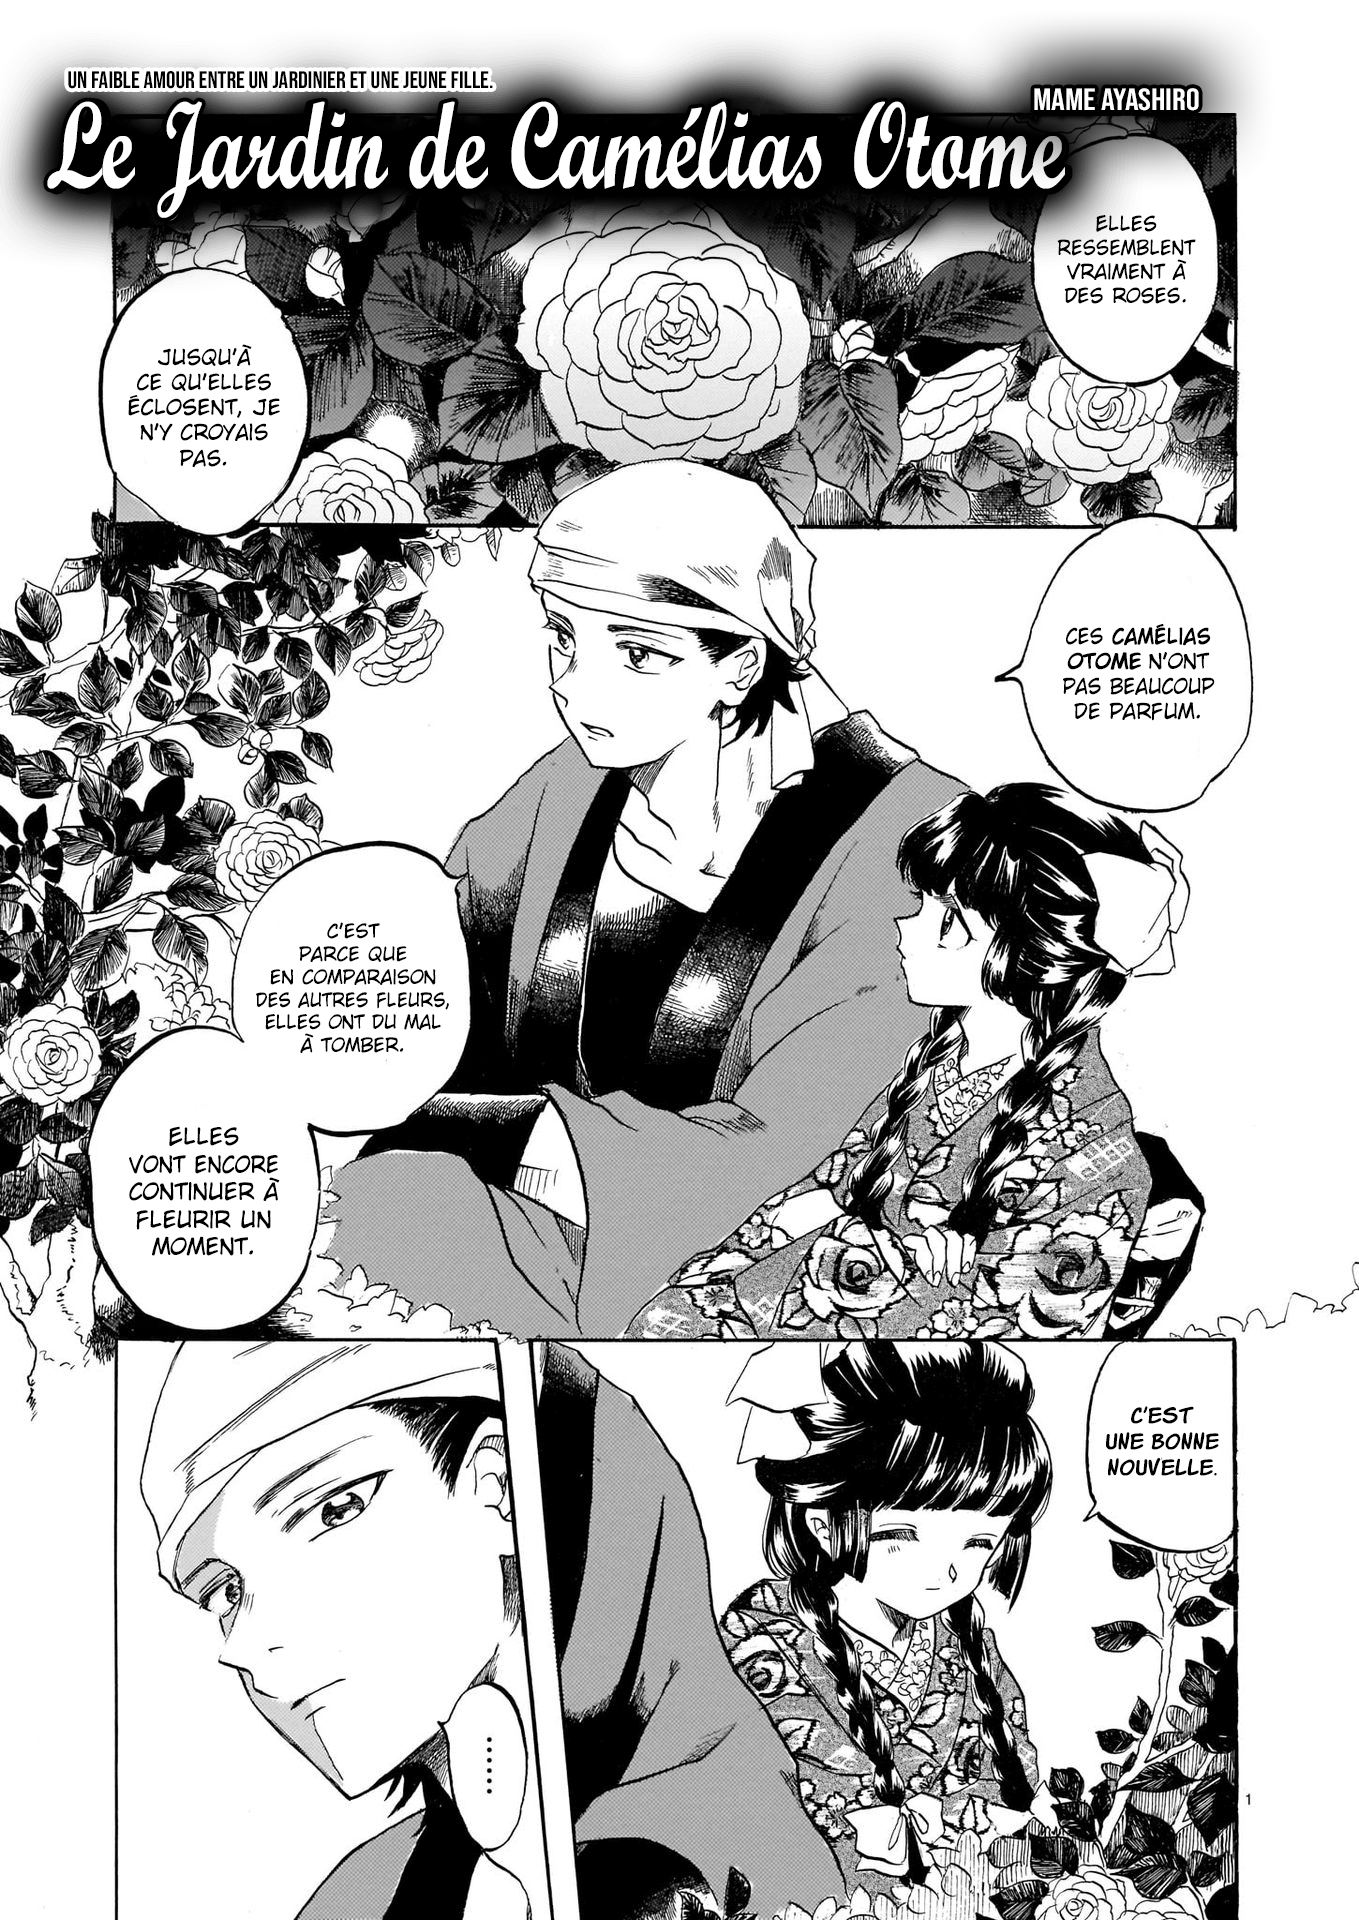 UN FAIBLE AMOUR ENTRE UN JARDINIER ET UNE JEUNE FILLE.
MAME AYASHIRO
Le Jardin de Camélias Otome
ELLES
RESSEMBLENT
VRAIMENT À
DES ROSES.
JUSQU'À
CE QU'ELLES
ÉCLOSENT, JE
N'Y CROYAIS
PAS.
CES CAMÉLIAS
OTOME N'ONT
PAS BEAUCOUP
DE PARFUM.
C'EST
PARCE QUE
EN COMPARAISON
DES AUTRES FLEURS,
ELLES ONT DU MAL
À TOMBER.
ELLES
VONT ENCORE
CONTINUER À
FLEURIR UN
MOMENT.
C'EST
UNE BONNE
NOUVELLE.
......
1